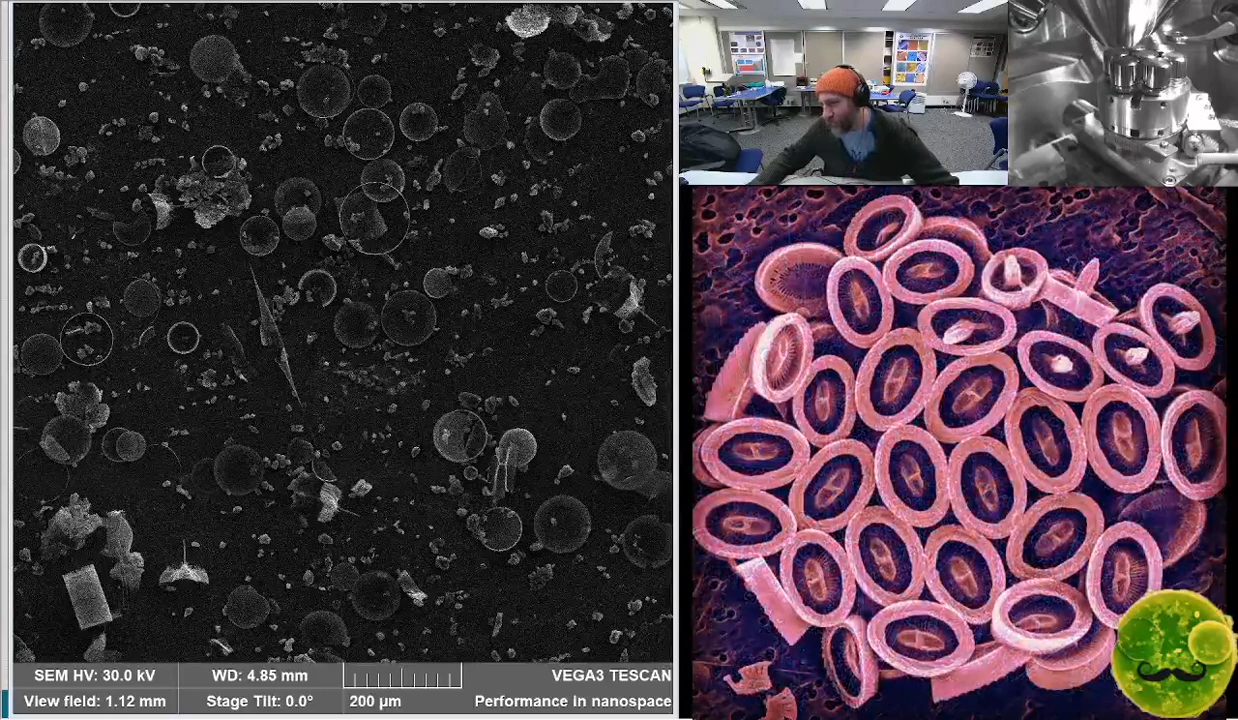 SEM HV: 30.0 kV
WD: 4.85 mm
VEGA3 TESCAN
View field: 1.12 mm
Stage Tilt: 0.0°
200 µm
Performance in nanospace